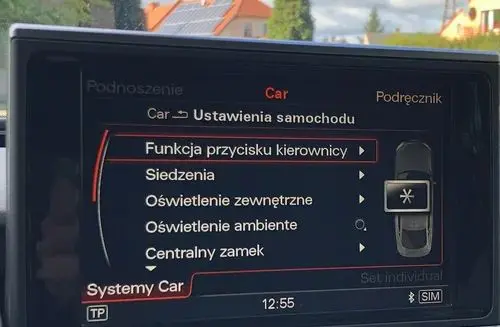 Podnoszenie
Car
Podręcznik
Car Ustawienia samochodu
Funkcja przycisku kierownicy
Siedzenia
Oświetlenie zewnętrzne
Oświetlenie ambiente
Centralny zamek
Systemy Car
Set individual
TP
12:55
SIM